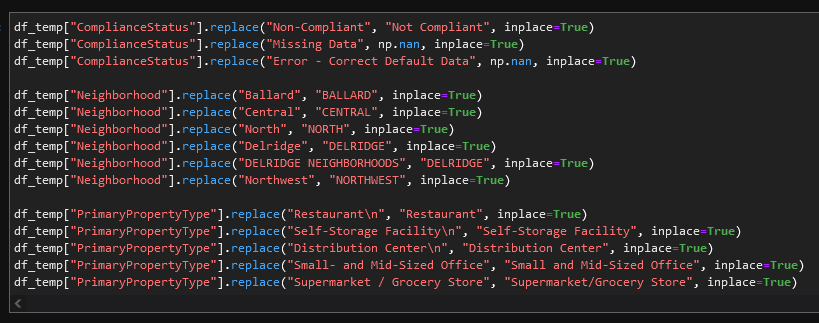 df_temp["ComplianceStatus"].replace("Non-Compliant", "Not Compliant", inplace=True)
df_temp["ComplianceStatus"].replace("Missing Data", np.nan, inplace=True)
df_temp["ComplianceStatus"].replace("Error - Correct Default Data", np.nan, inplace=True)
df_temp["Neighborhood"].replace("Ballard", "BALLARD", inplace=True)
df_temp["Neighborhood"].replace("Central", "CENTRAL", inplace=True)
df_temp["Neighborhood"].replace("North", "NORTH", inplace=True)
df_temp["Neighborhood"].replace("Delridge", "DELRIDGE", inplace=True)
df_temp["Neighborhood"].replace("DELRIDGE NEIGHBORHOODS", "DELRIDGE", inplace=True)
df_temp["Neighborhood"].replace("Northwest", "NORTHWEST", inplace=True)
df_temp["PrimaryPropertyType"].replace("Restaurant\n", "Restaurant", inplace=True)
df_temp["PrimaryPropertyType"].replace("Self-Storage Facility\n", "Self-Storage Facility", inplace=True)
df_temp["PrimaryPropertyType"].replace("Distribution Center\n", "Distribution Center", inplace=True)
df_temp["PrimaryPropertyType"].replace("Small- and Mid-Sized Office", "Small and Mid-Sized Office", inplace=True)
df_temp["PrimaryPropertyType"].replace("Supermarket / Grocery Store", "Supermarket/Grocery Store", inplace=True)